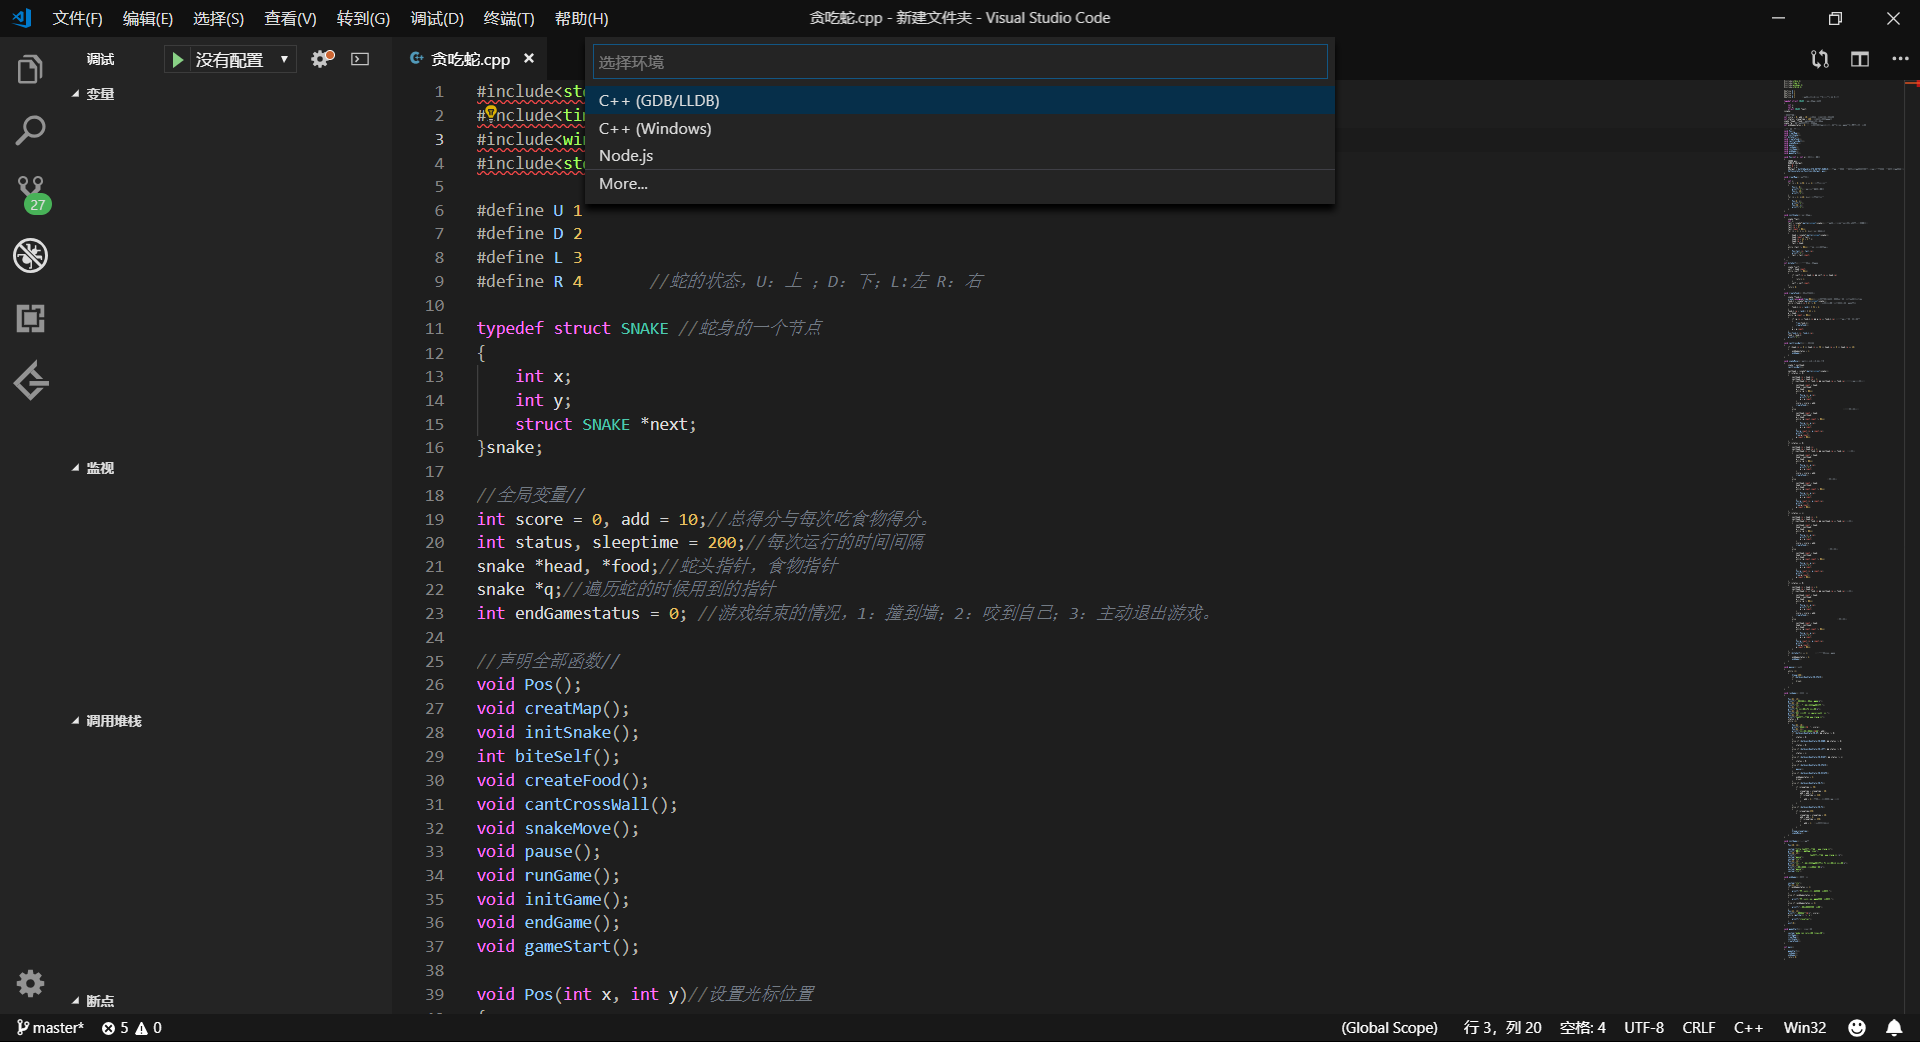 文件(F) 编辑(E) 选择(S) 查看(V) 转到(G) 调试(D) 终端(T) 帮助(H)
贪吃蛇.cpp - 新建文件夹 - Visual Studio Code
调试 没有配置
贪吃蛇.cpp
选择环境
C++ (GDB/LLDB)
C++ (Windows)
Node.js
More...
变量
监视
调用堆栈
断点
27
1 #include<st
2 #include<ti
3 #include<wi
4 #include<st
5
6 #define U 1
7 #define D 2
8 #define L 3
9 #define R 4 //蛇的状态，U：上 ；D：下；L:左 R：右
10
11 typedef struct SNAKE //蛇身的一个节点
12 {
13 int x;
14 int y;
15 struct SNAKE *next;
16 }snake;
17
18 //全局变量//
19 int score = 0, add = 10;//总得分与每次吃食物得分。
20 int status, sleeptime = 200;//每次运行的时间间隔
21 snake *head, *food;//蛇头指针，食物指针
22 snake *q;//遍历蛇的时候用到的指针
23 int endGamestatus = 0; //游戏结束的情况，1：撞到墙；2：咬到自己；3：主动退出游戏。
24
25 //声明全部函数//
26 void Pos();
27 void creatMap();
28 void initSnake();
29 int biteSelf();
30 void createFood();
31 void cantCrossWall();
32 void snakeMove();
33 void pause();
34 void runGame();
35 void initGame();
36 void endGame();
37 void gameStart();
38
39 void Pos(int x, int y)//设置光标位置
master* 5 0
(Global Scope) 行 3，列 20 空格: 4 UTF-8 CRLF C++ Win32